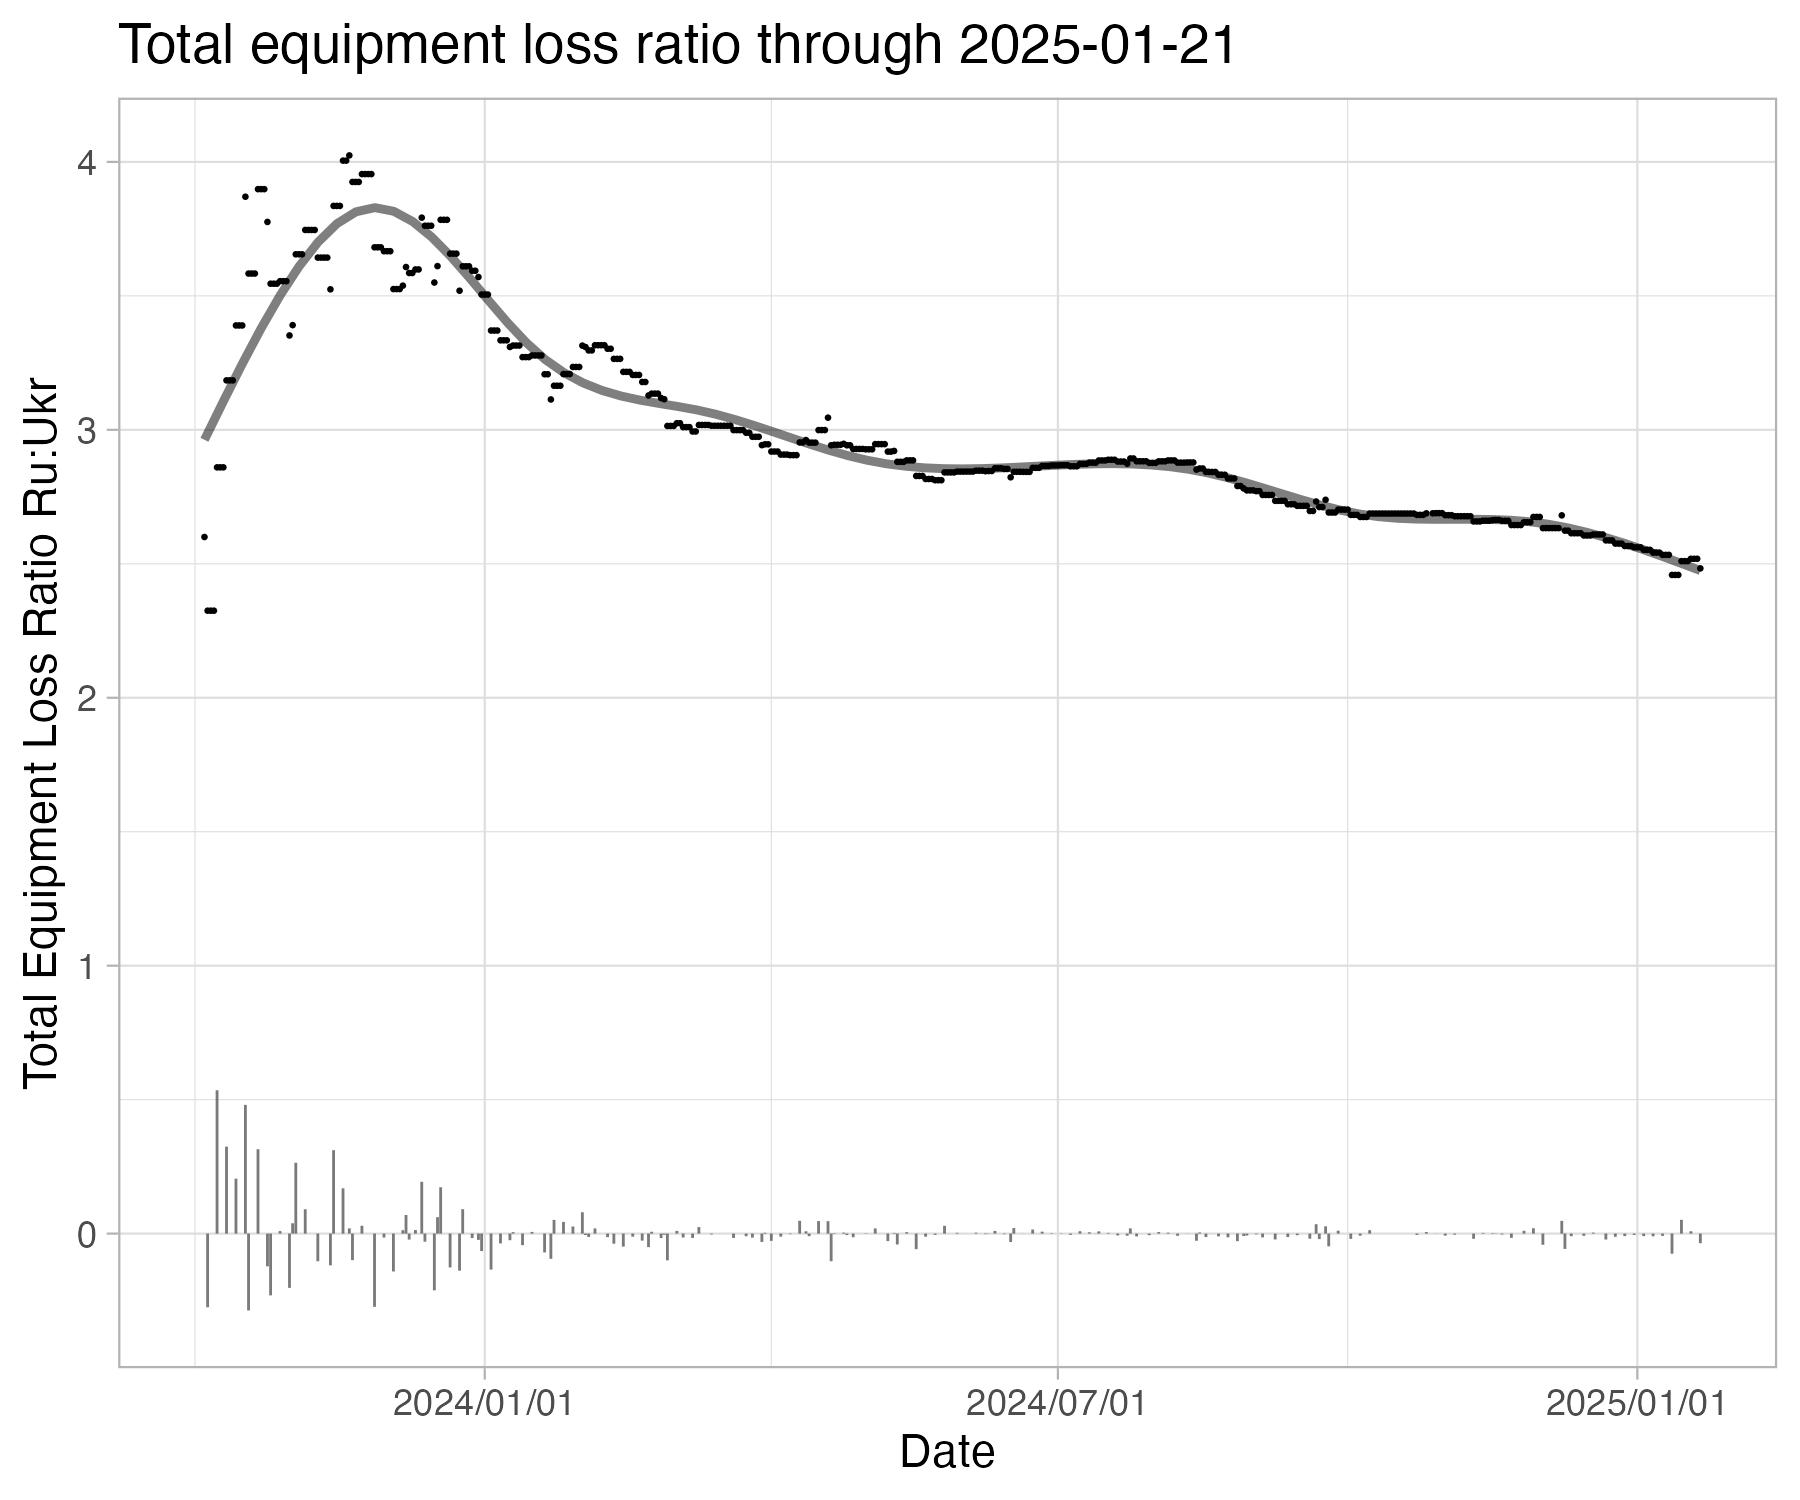 Total equipment loss ratio through 2025-01-21
Total Equipment Loss Ratio Ru:Ukr
4
3
2
1
0
2024/01/01
2024/07/01
2025/01/01
Date